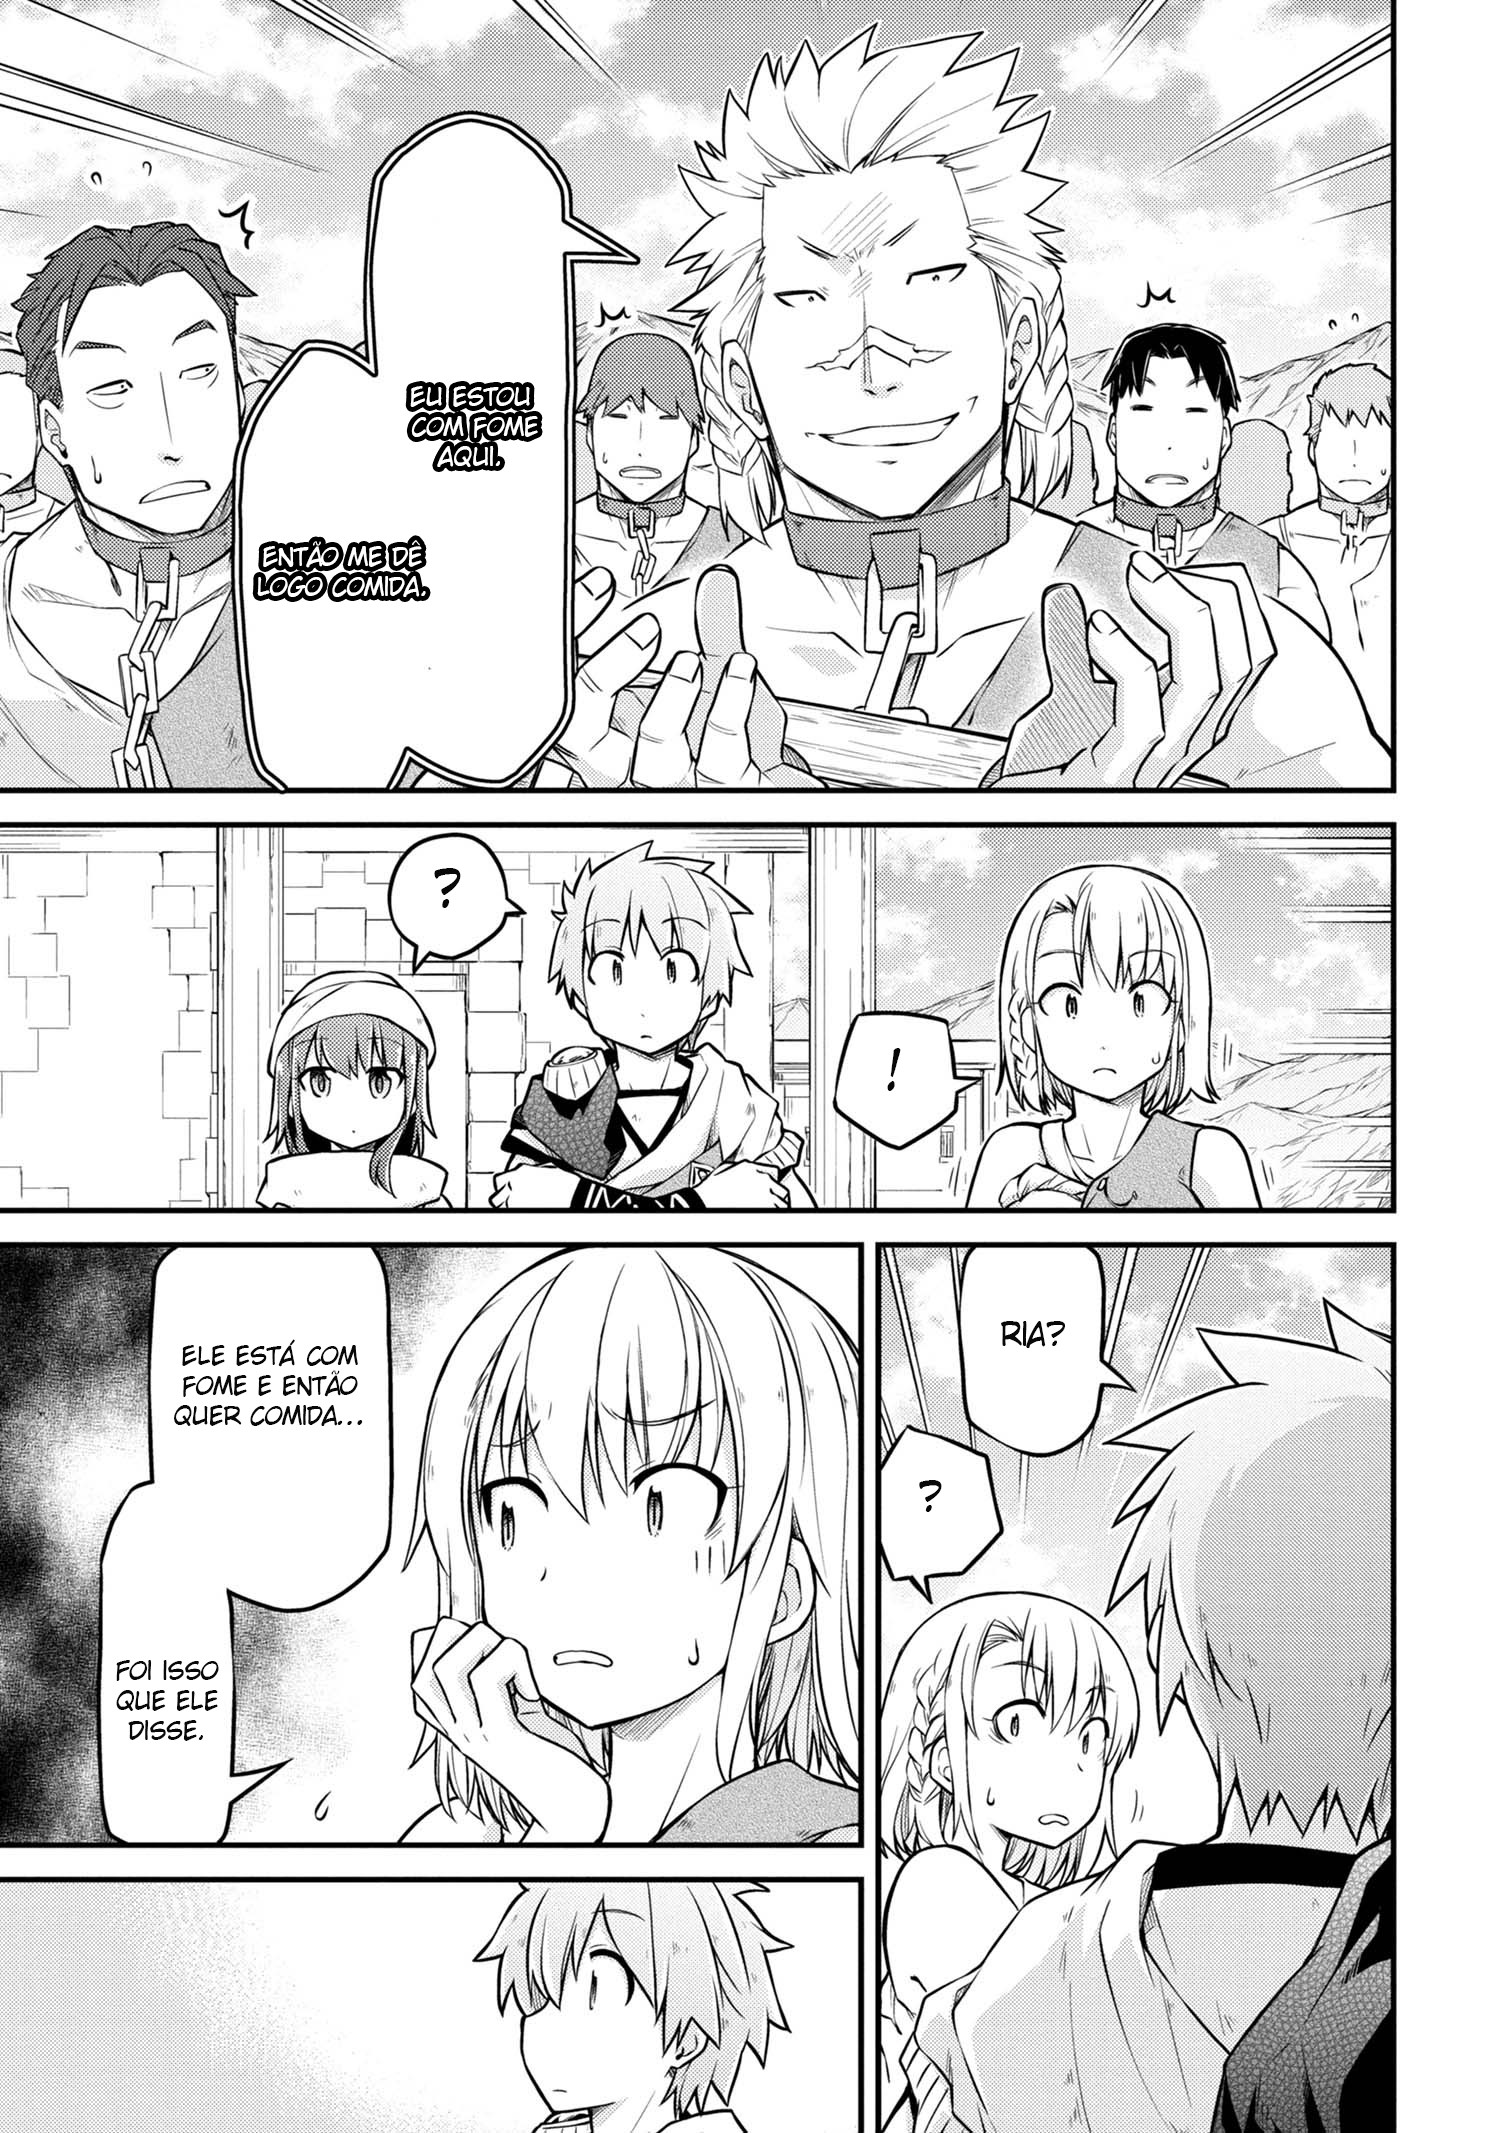 EU ESTOU
COM FOME
AQUI.
ENTÃO ME DÊ
LOGO COMIDA.
!
?
RIA?
?
ELE ESTÁ COM
FOME E ENTÃO
QUER COMIDA...
FOI ISSO
QUE ELE
DISSE.